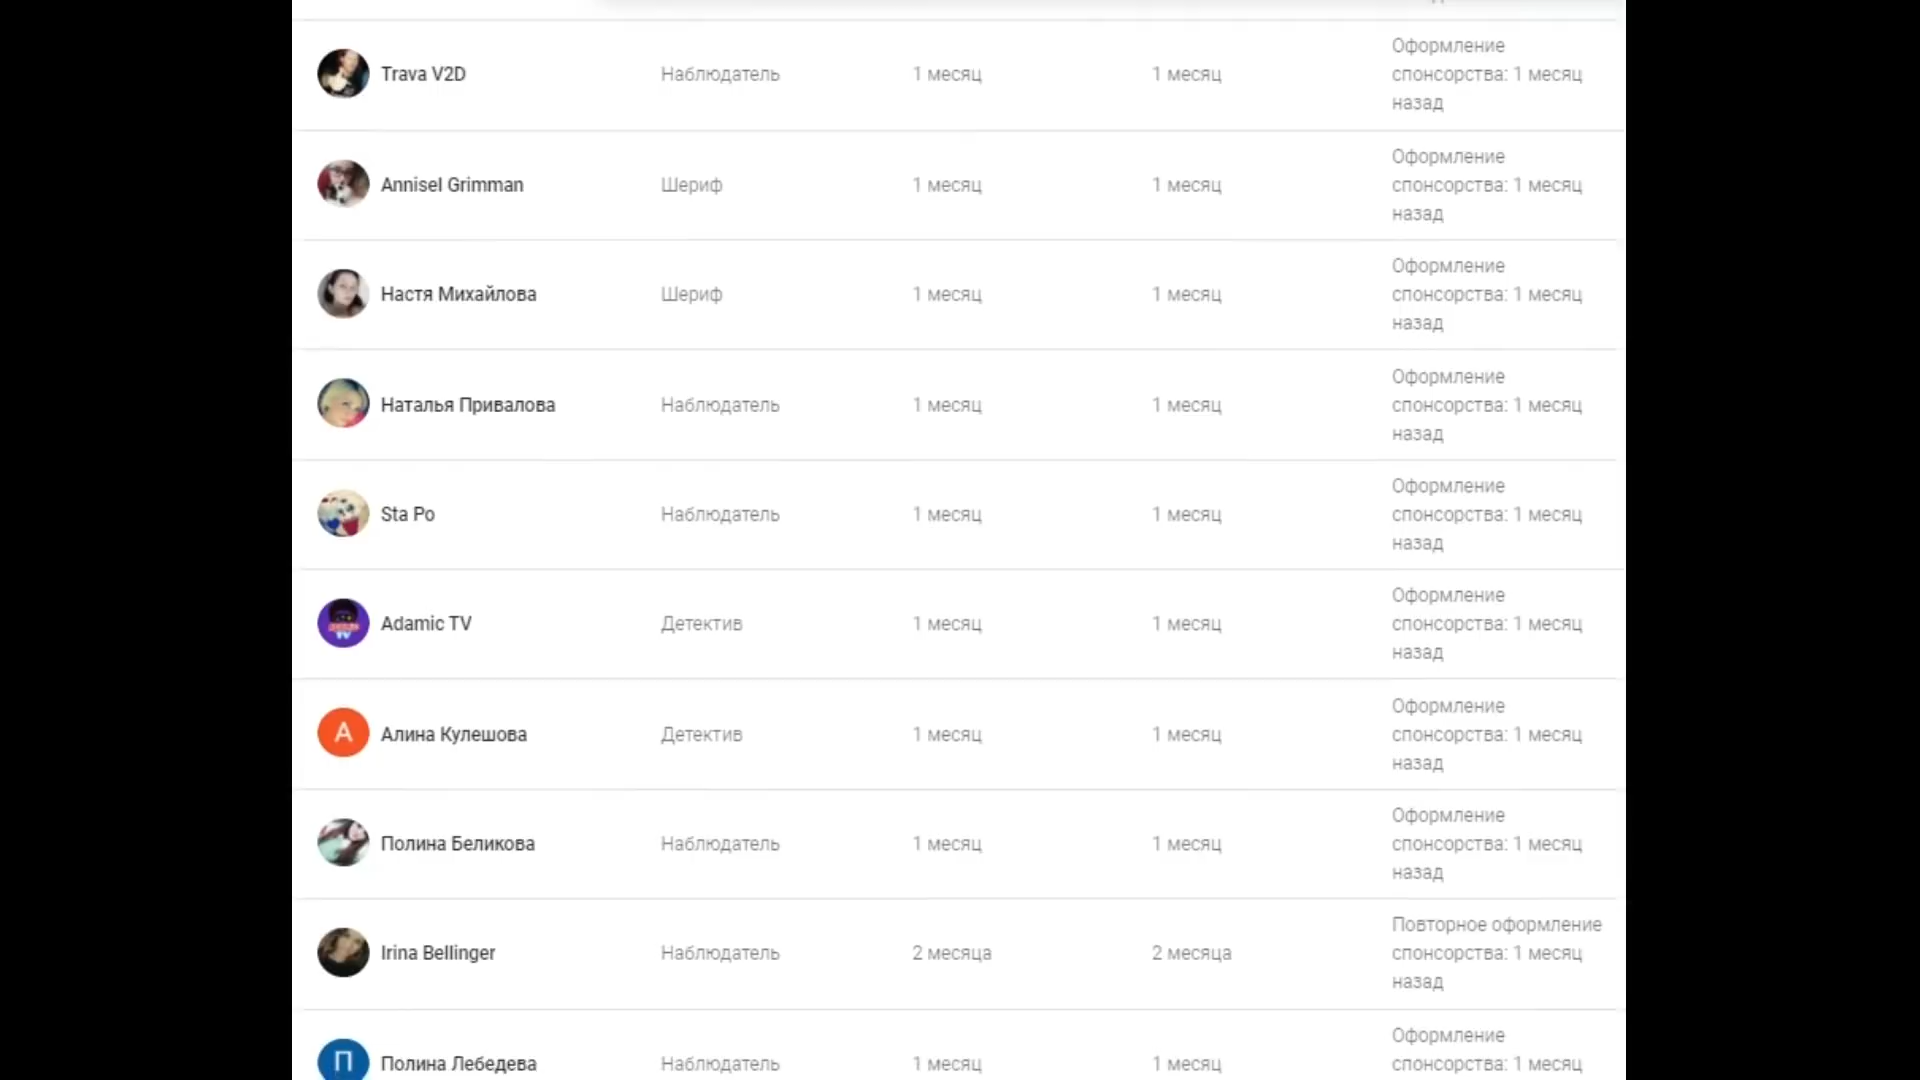 Оформление
Trava V2D Наблюдатель 1 месяц 1 месяц спонсорства: 1 месяц
назад
Оформление
Annisel Grimman Шериф 1 месяц 1 месяц спонсорства: 1 месяц
назад
Оформление
Настя Михайлова Шериф 1 месяц 1 месяц спонсорства: 1 месяц
назад
Оформление
Наталья Привалова Наблюдатель 1 месяц 1 месяц спонсорства: 1 месяц
назад
Оформление
Sta Po Наблюдатель 1 месяц 1 месяц спонсорства: 1 месяц
назад
Оформление
Adamic TV Детектив 1 месяц 1 месяц спонсорства: 1 месяц
назад
Оформление
А Алина Кулешова Детектив 1 месяц 1 месяц спонсорства: 1 месяц
назад
Оформление
Полина Беликова Наблюдатель 1 месяц 1 месяц спонсорства: 1 месяц
назад
Повторное оформление
Irina Bellinger Наблюдатель 2 месяца 2 месяца спонсорства: 1 месяц
назад
Оформление
П Полина Лебедева Наблюдатель 1 месяц 1 месяц спонсорства: 1 месяц